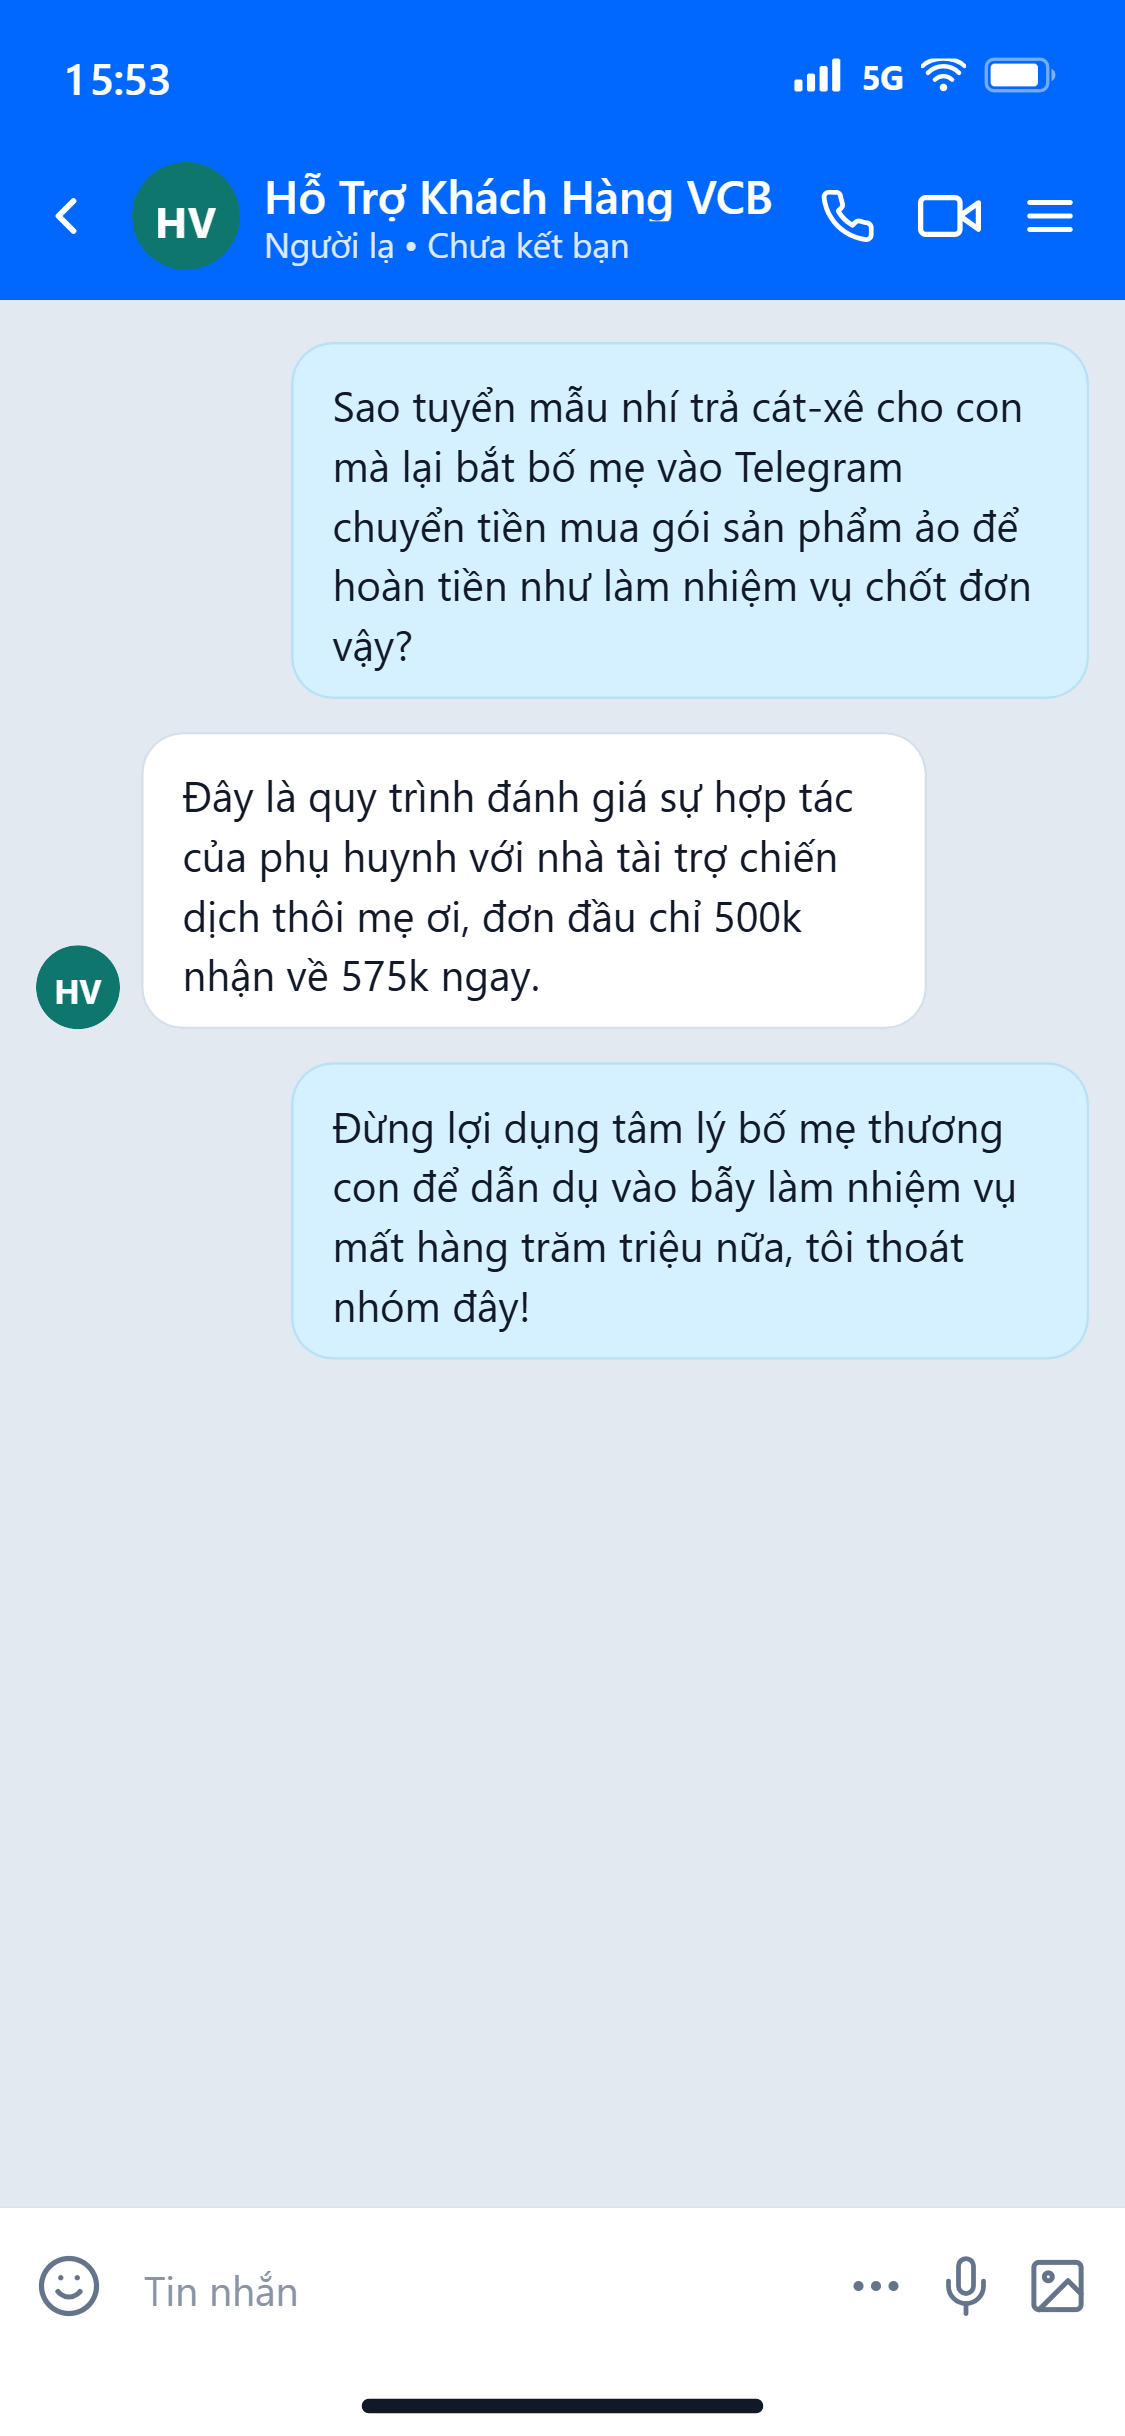 15:53
5G
HV
Hỗ Trợ Khách Hàng VCB
Người lạ • Chưa kết bạn
Sao tuyển mẫu nhí trả cát-xê cho con
mà lại bắt bố mẹ vào Telegram
chuyển tiền mua gói sản phẩm ảo để
hoàn tiền như làm nhiệm vụ chốt đơn
vậy?
Đây là quy trình đánh giá sự hợp tác
của phụ huynh với nhà tài trợ chiến
dịch thôi mẹ ơi, đơn đầu chỉ 500k
nhận về 575k ngay.
HV
Đừng lợi dụng tâm lý bố mẹ thương
con để dẫn dụ vào bẫy làm nhiệm vụ
mất hàng trăm triệu nữa, tôi thoát
nhóm đây!
Tin nhắn